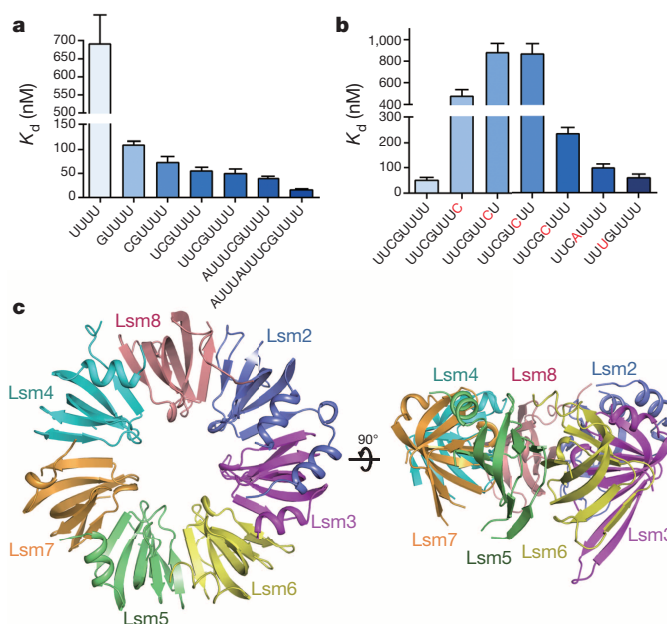 a
Kd (nM)
700
650
600
550
500
150
100
50
0
UUUU
GUUUU
CGUUUU
UCGUUUU
UUCGUUUU
AUUUCGUUUU
AUUUAUUUCGUUUU
b
Kd (nM)
1,000
800
600
400
300
200
100
0
UUCGUUUU
UUCGUUUC
UUCGUUCU
UUCGUCUU
UUCGCUUU
UUCAUUUU
UUUGUUUU
c
Lsm8
Lsm2
Lsm4
Lsm3
Lsm7
Lsm6
Lsm5
90°
Lsm2
Lsm4
Lsm8
Lsm7
Lsm5
Lsm6
Lsm3